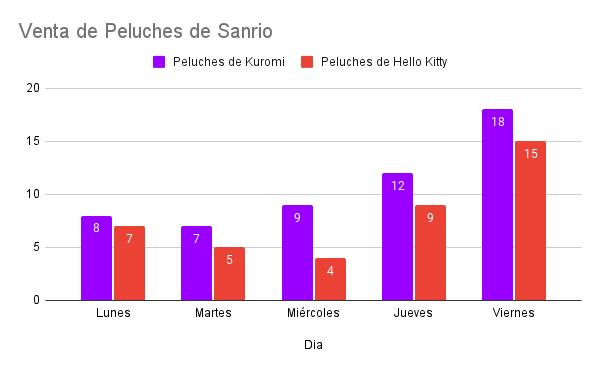 Venta de Peluches de Sanrio
Peluches de Kuromi Peluches de Hello Kitty
20
15
10
5
0
8 7 7 5 9 4 12 9 18 15
Lunes Martes Miércoles Jueves Viernes
Dia